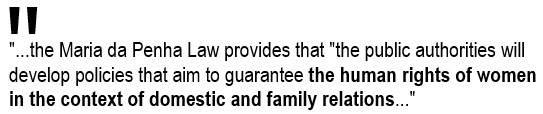 "
"...the Maria da Penha Law provides that "the public authorities will
develop policies that aim to guarantee the human rights of women
in the context of domestic and family relations..."